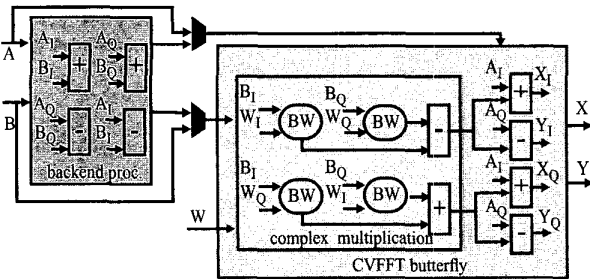 A
B
A_I
B_I
+
A_Q
B_Q
+
A_Q
B_Q
-
A_I
B_I
-
backend proc.
B_I
W_I
BW
B_Q
W_Q
BW
-
B_I
W_Q
BW
B_Q
W_I
BW
+
complex multiplication
W
A_I
+
X_I
A_Q
-
Y_I
A_I
+
X_Q
A_Q
-
Y_Q
X
Y
CVFFT butterfly